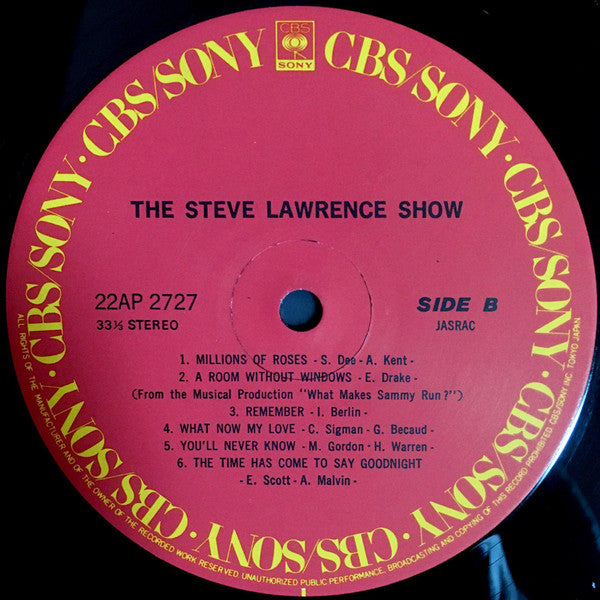 CBS
SONY
CBS/SONY · CBS/SONY · CBS/SONY · CBS/SONY · CBS/SONY · CBS/SONY · CBS/SONY · CBS/SONY
THE STEVE LAWRENCE SHOW
22AP 2727
SIDE B
33⅓ STEREO
JASRAC
1. MILLIONS OF ROSES - S. Dee - A. Kent -
2. A ROOM WITHOUT WINDOWS - E. Drake -
(From the Musical Production "What Makes Sammy Run?")
3. REMEMBER - I. Berlin -
4. WHAT NOW MY LOVE - C. Sigman - G. Becaud -
5. YOU'LL NEVER KNOW - M. Gordon - H. Warren -
6. THE TIME HAS COME TO SAY GOODNIGHT
- E. Scott - A. Malvin -
ALL RIGHTS OF THE MANUFACTURER AND OF THE OWNER OF THE RECORDED WORK RESERVED. UNAUTHORIZED PUBLIC PERFORMANCE, BROADCASTING AND COPYING OF THIS RECORD PROHIBITED. CBS/SONY INC. TOKYO JAPAN